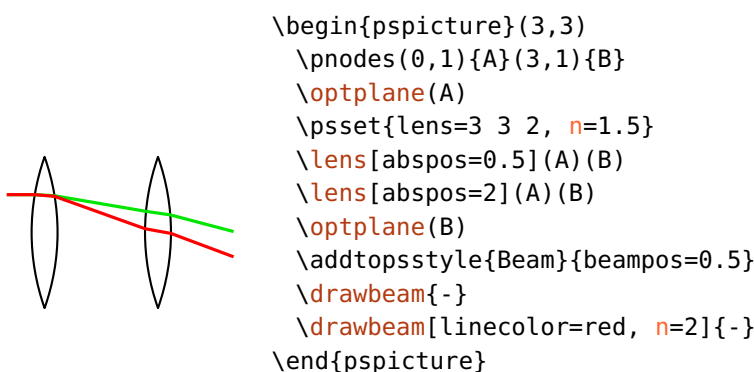 \begin{pspicture}(3,3)
  \pnodes(0,1){A}(3,1){B}
  \optplane(A)
  \psset{lens=3 3 2, n=1.5}
  \lens[abspos=0.5](A)(B)
  \lens[abspos=2](A)(B)
  \optplane(B)
  \addtopsstyle{Beam}{beampos=0.5}
  \drawbeam{-}
  \drawbeam[linecolor=red, n=2]{-}
\end{pspicture}